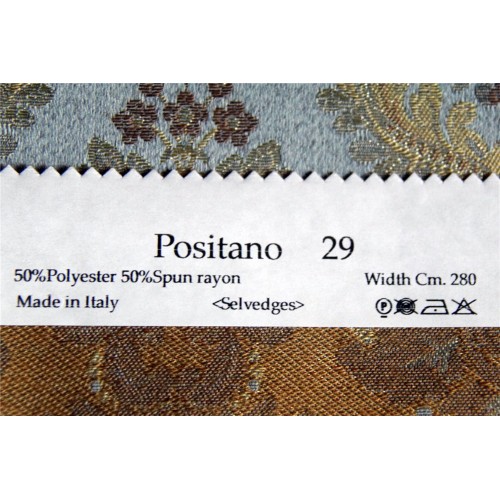 Positano 29
50%Polyester 50%Spun rayon Width Cm. 280
Made in Italy <Selvedges> P